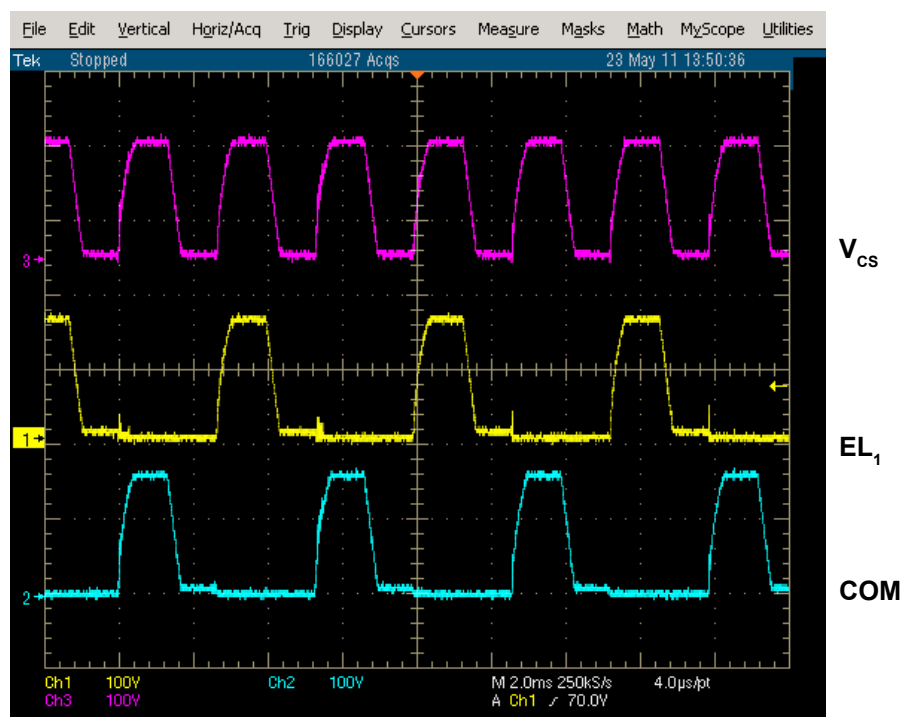 File Edit Vertical Horiz/Acq Trig Display Cursors Measure Masks Math MyScope Utilities
Tek Stopped 166027 Acqs 23 May 11 13:50:36
3
V_CS
1
EL_1
2
COM
Ch1 100V Ch2 100V M 2.0ms 250kS/s 4.0µs/pt
Ch3 100V A Ch1 / 70.0V